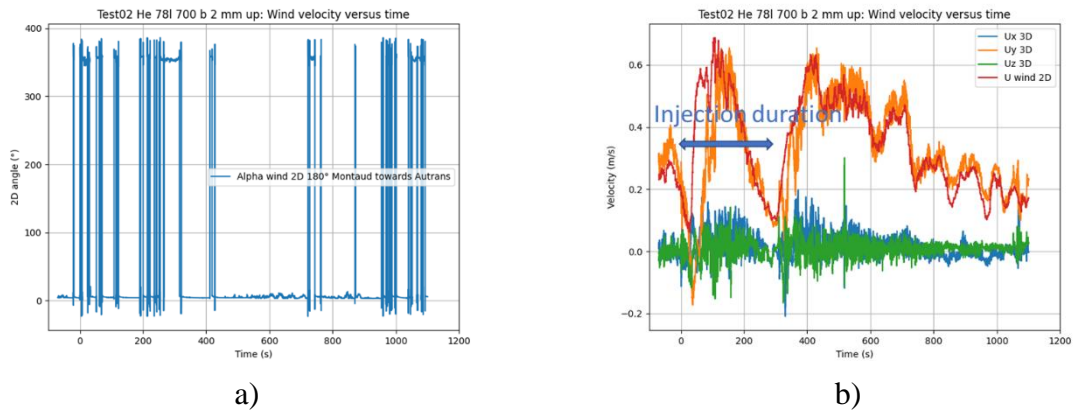 Test02 He 78l 700 b 2 mm up: Wind velocity versus time
400
300
200
100
0
2D angle (°)
Alpha wind 2D 180° Montaud towards Autrans
0 200 400 600 800 1000 1200
Time (s)
a)
Test02 He 78l 700 b 2 mm up: Wind velocity versus time
Ux 3D
Uy 3D
Uz 3D
U wind 2D
0.6
0.4
0.2
0.0
−0.2
Velocity (m/s)
Injection duration
0 200 400 600 800 1000 1200
Time (s)
b)